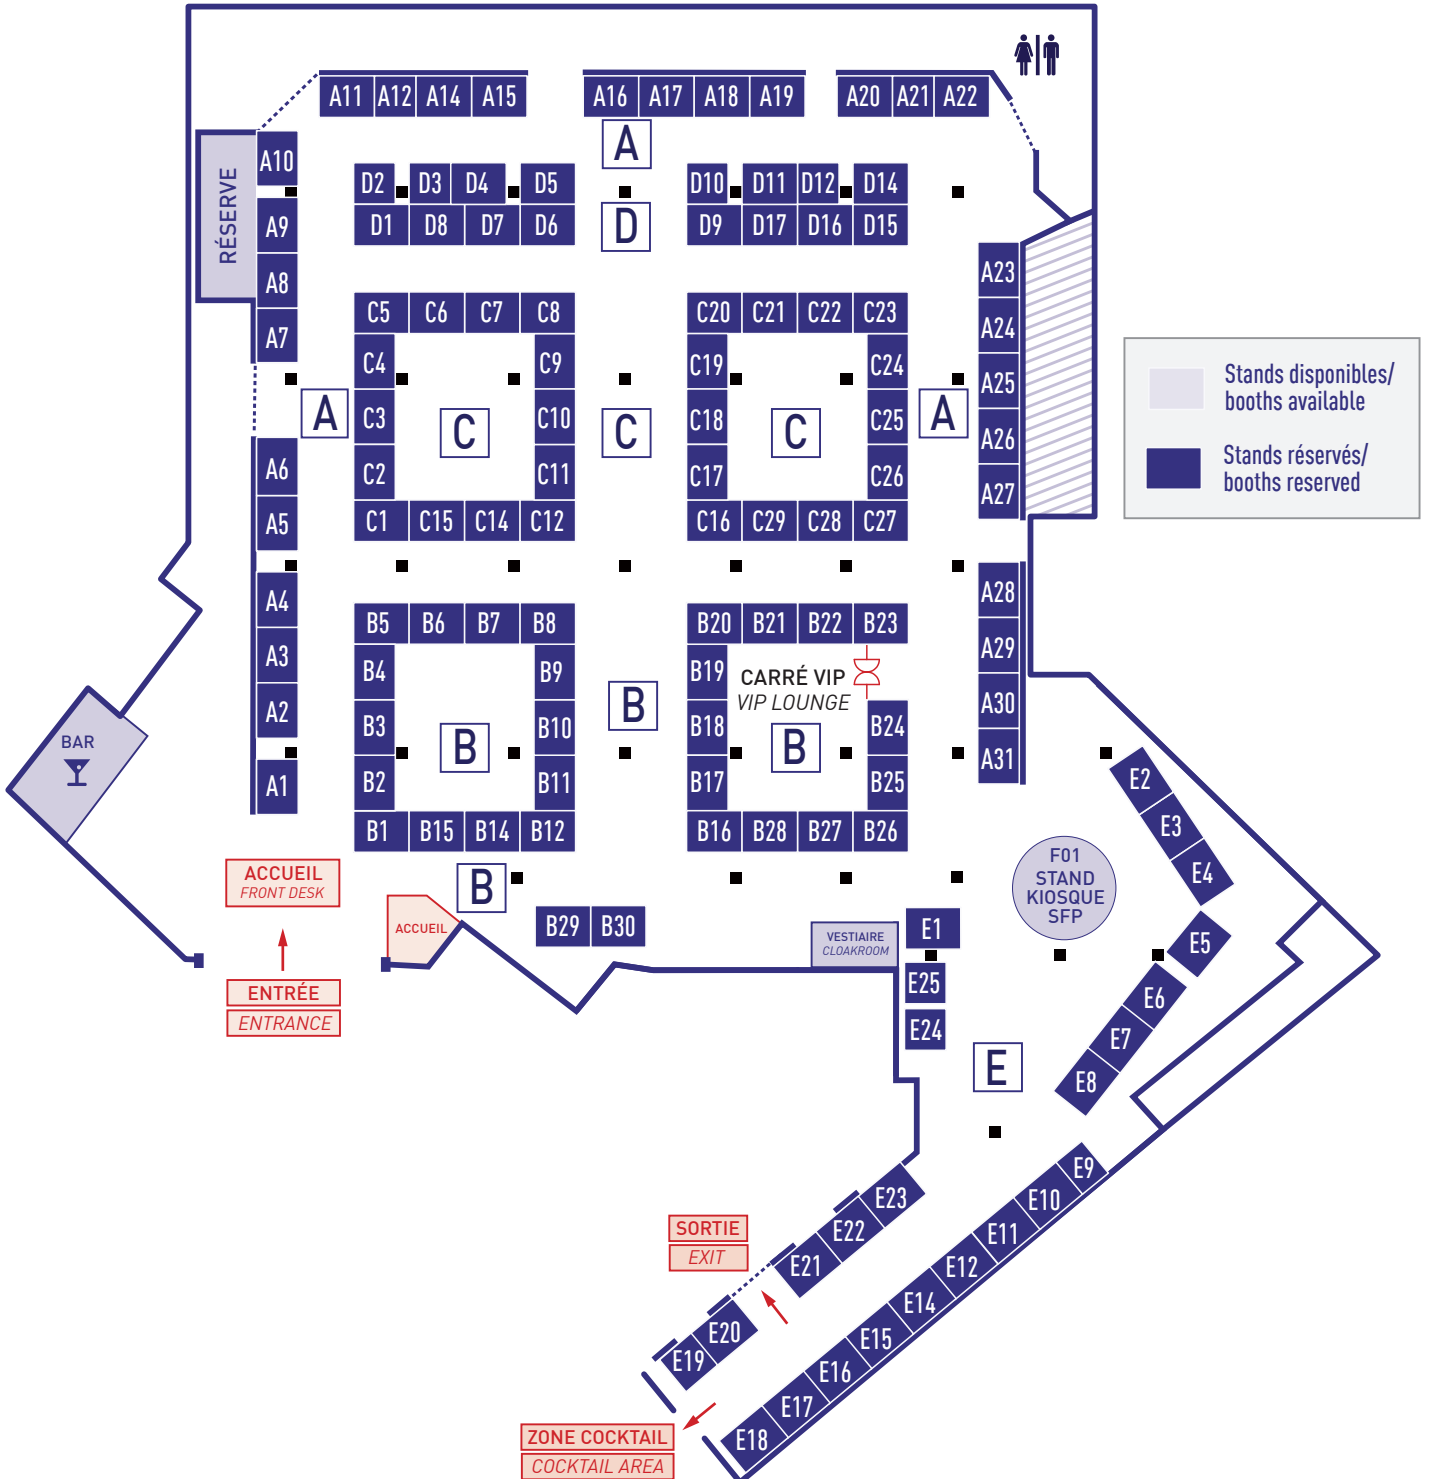 A11 A12 A14 A15 A16 A17 A18 A19 A20 A21 A22
A
A10
RÉSERVE
D2 D3 D4 D5 D10 D11 D12 D14
D1 D8 D7 D6 D D9 D17 D16 D15
A9
A8
A7
A23
A24
A25
A26
A27
C5 C6 C7 C8 C20 C21 C22 C23
C4 C9 C19 C24
C3 C10 C18 C25
A C C C A
C2 C11 C17 C26
C1 C15 C14 C12 C16 C29 C28 C27
Stands disponibles/
booths available
Stands réservés/
booths reserved
A6
A5
A4
A3
A2
A1
A28
A29
A30
A31
B5 B6 B7 B8 B20 B21 B22 B23
B4 B9 B19
CARRÉ VIP
VIP LOUNGE
B3 B10 B B18 B24
B B
B2 B11 B17 B25
B1 B15 B14 B12 B16 B28 B27 B26
BAR
E2
E3
E4
F01
STAND
KIOSQUE
SFP
ACCUEIL
FRONT DESK
B
ACCUEIL
B29 B30
VESTIAIRE
CLOAKROOM
E1
E25
E24
E5
E6
E7
E8
ENTRÉE
ENTRANCE
E
E9
E10
E11
E12
E14
E15
E16
E17
E18
E23
E22
E21
E20
E19
SORTIE
EXIT
ZONE COCKTAIL
COCKTAIL AREA